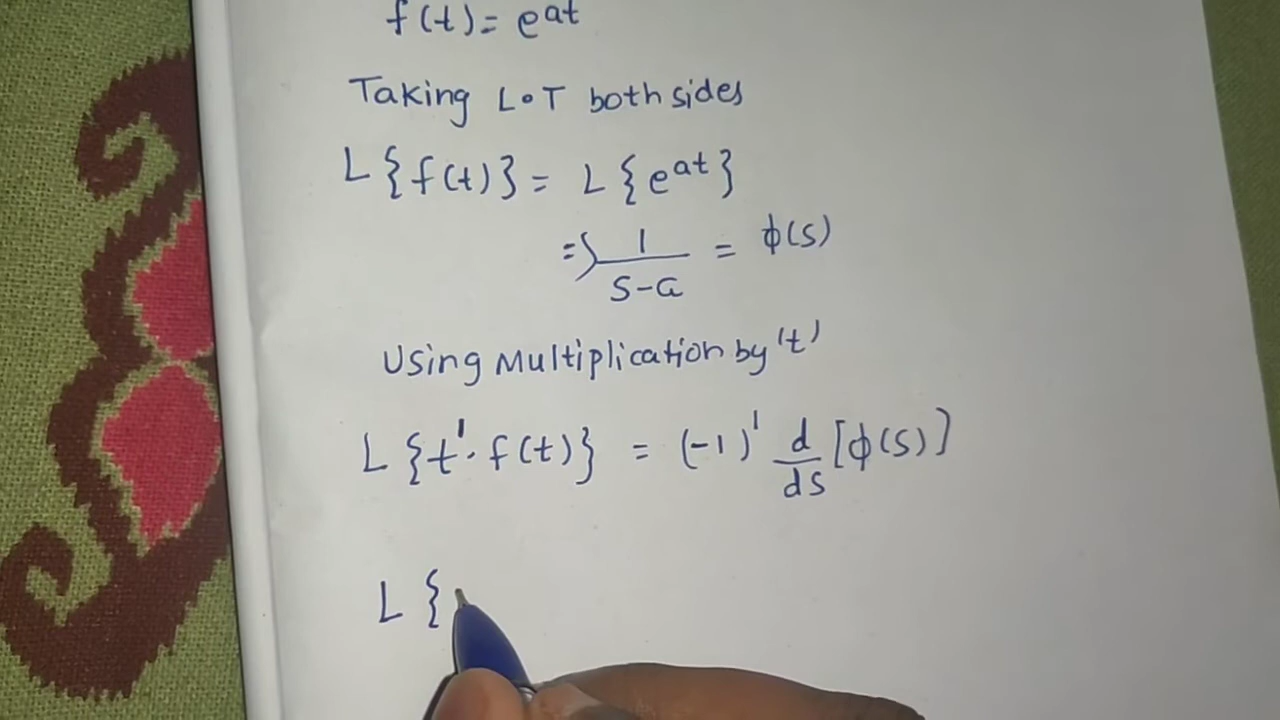 f(t) = e^at
Taking L.T both sides
L{f(t)} = L{e^at}
=> 1/(s-a) = φ(s)
Using Multiplication by 't'
L{t^1. f(t)} = (-1)^1 d/ds [φ(s)]
L{